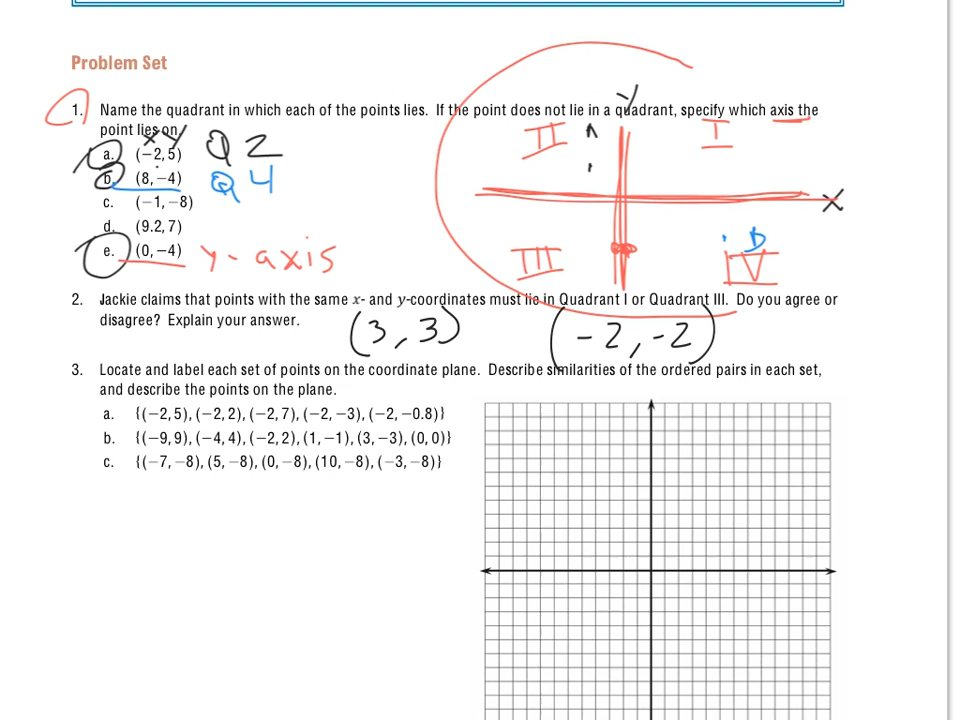 Problem Set
1. Name the quadrant in which each of the points lies. If the point does not lie in a quadrant, specify which axis the
point lies on.
X Y
a. (−2, 5) Q 2
b. (8, −4) Q 4
c. (−1, −8)
d. (9.2, 7)
e. (0, −4) y-axis
Y
II I
X
III IV
b
2. Jackie claims that points with the same x- and y-coordinates must lie in Quadrant I or Quadrant III. Do you agree or
disagree? Explain your answer.
(3, 3) (-2, -2)
3. Locate and label each set of points on the coordinate plane. Describe similarities of the ordered pairs in each set,
and describe the points on the plane.
a. {(−2, 5), (−2, 2), (−2, 7), (−2, −3), (−2, −0.8)}
b. {(−9, 9), (−4, 4), (−2, 2), (1, −1), (3, −3), (0, 0)}
c. {(−7, −8), (5, −8), (0, −8), (10, −8), (−3, −8)}